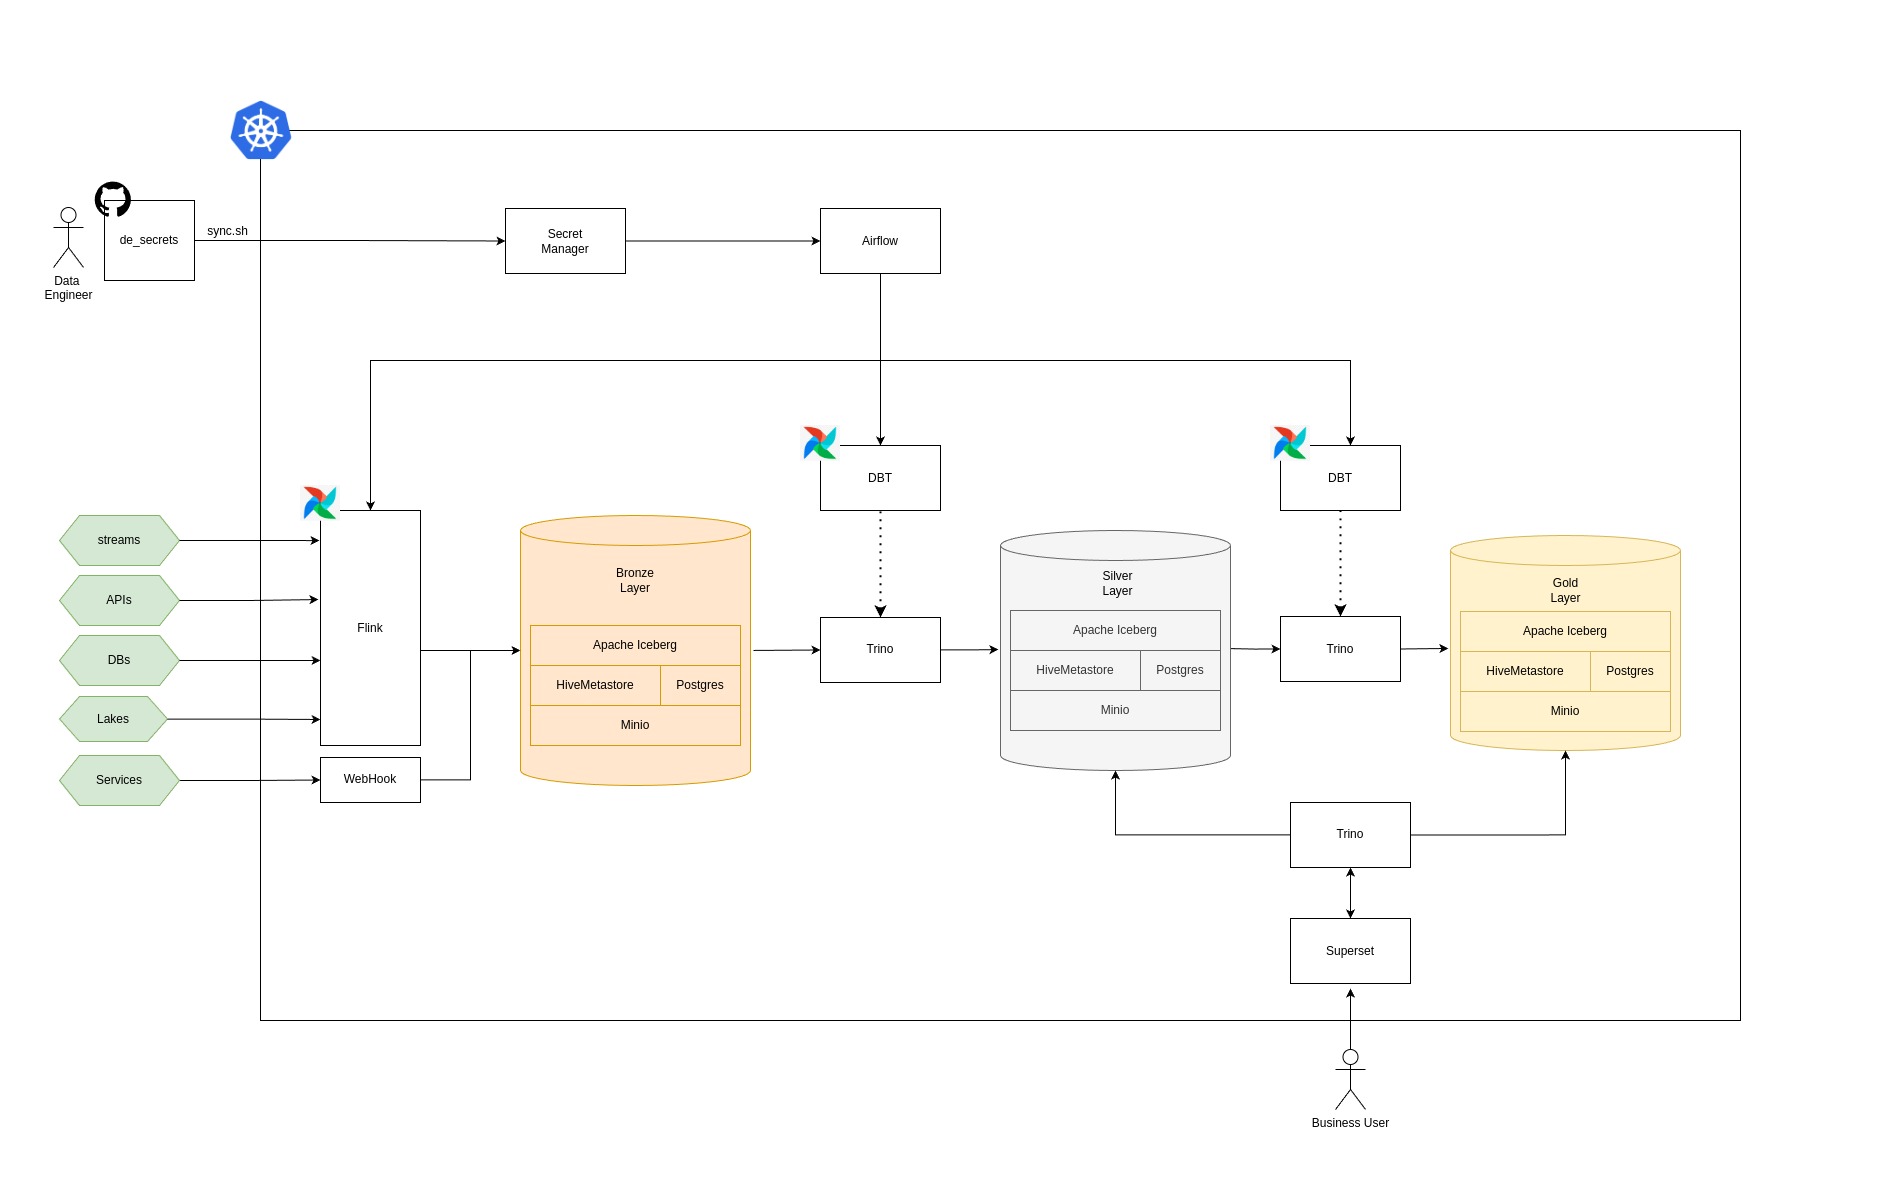 de_secrets
sync.sh
Data
Engineer
Secret
Manager
Airflow
DBT
DBT
streams
APIs
DBs
Lakes
Services
Flink
WebHook
Bronze
Layer
Apache Iceberg
HiveMetastore
Postgres
Minio
Trino
Silver
Layer
Apache Iceberg
HiveMetastore
Postgres
Minio
Trino
Gold
Layer
Apache Iceberg
HiveMetastore
Postgres
Minio
Trino
Superset
Business User